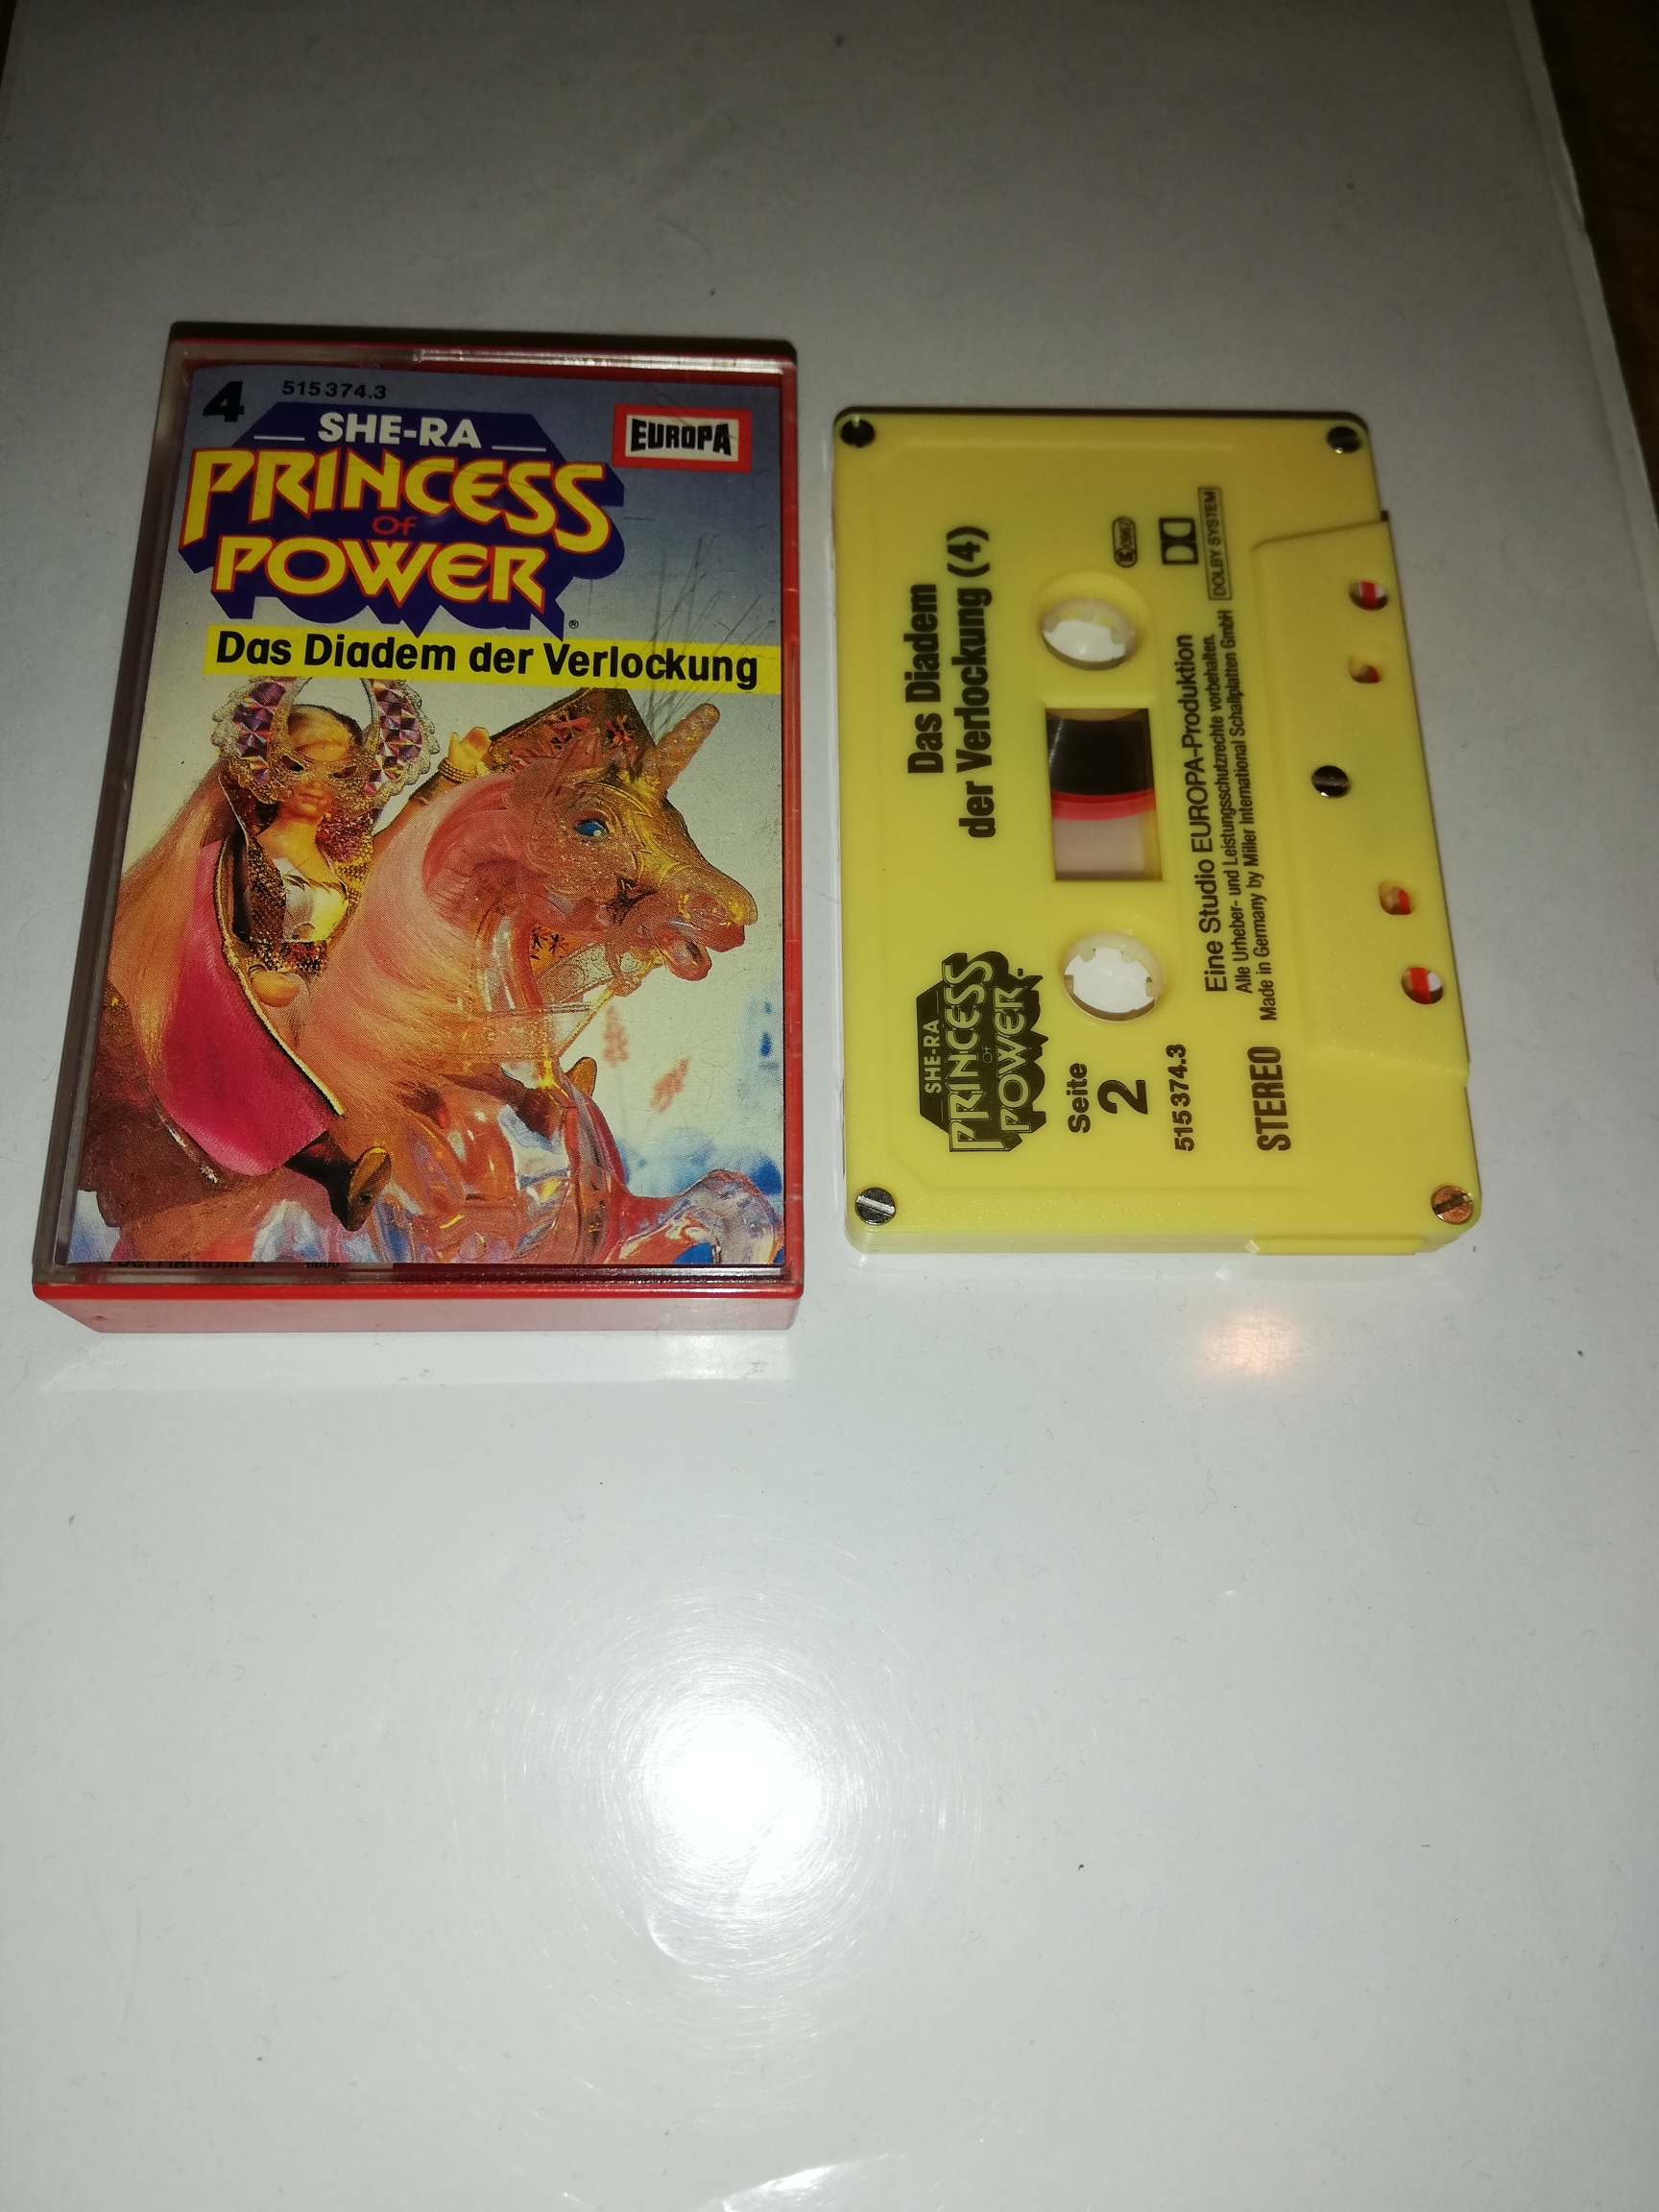 4
515 374.3
EUROPA
SHE-RA
PRINCESS
OF
POWER
®
Das Diadem der Verlockung
Das Diadem
der Verlockung (4)
SHE-RA
PRINCESS
OF
POWER
Seite
2
515 374.3
STEREO
Eine Studio EUROPA-Produktion
Alle Urheber- und Leistungsschutzrechte vorbehalten.
Made in Germany by Miller International Schallplatten GmbH
DOLBY SYSTEM